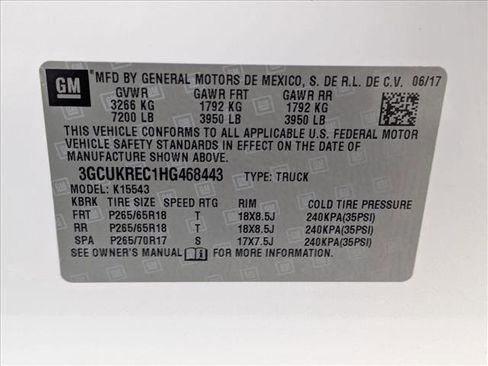 GM MFD BY GENERAL MOTORS DE MEXICO, S. DE R.L. DE C.V. 06/17
GVWR GAWR FRT GAWR RR
3266 KG 1792 KG 1792 KG
7200 LB 3950 LB 3950 LB
THIS VEHICLE CONFORMS TO ALL APPLICABLE U.S. FEDERAL MOTOR
VEHICLE SAFETY STANDARDS IN EFFECT ON THE DATE OF
MANUFACTURE SHOWN ABOVE.
3GCUKREC1HG468443 TYPE: TRUCK
MODEL: K15543
KBRK TIRE SIZE SPEED RTG RIM COLD TIRE PRESSURE
FRT P265/65R18 T 18X8.5J 240KPA(35PSI)
RR P265/65R18 T 18X8.5J 240KPA(35PSI)
SPA P265/70R17 S 17X7.5J 240KPA(35PSI)
SEE OWNER'S MANUAL FOR MORE INFORMATION